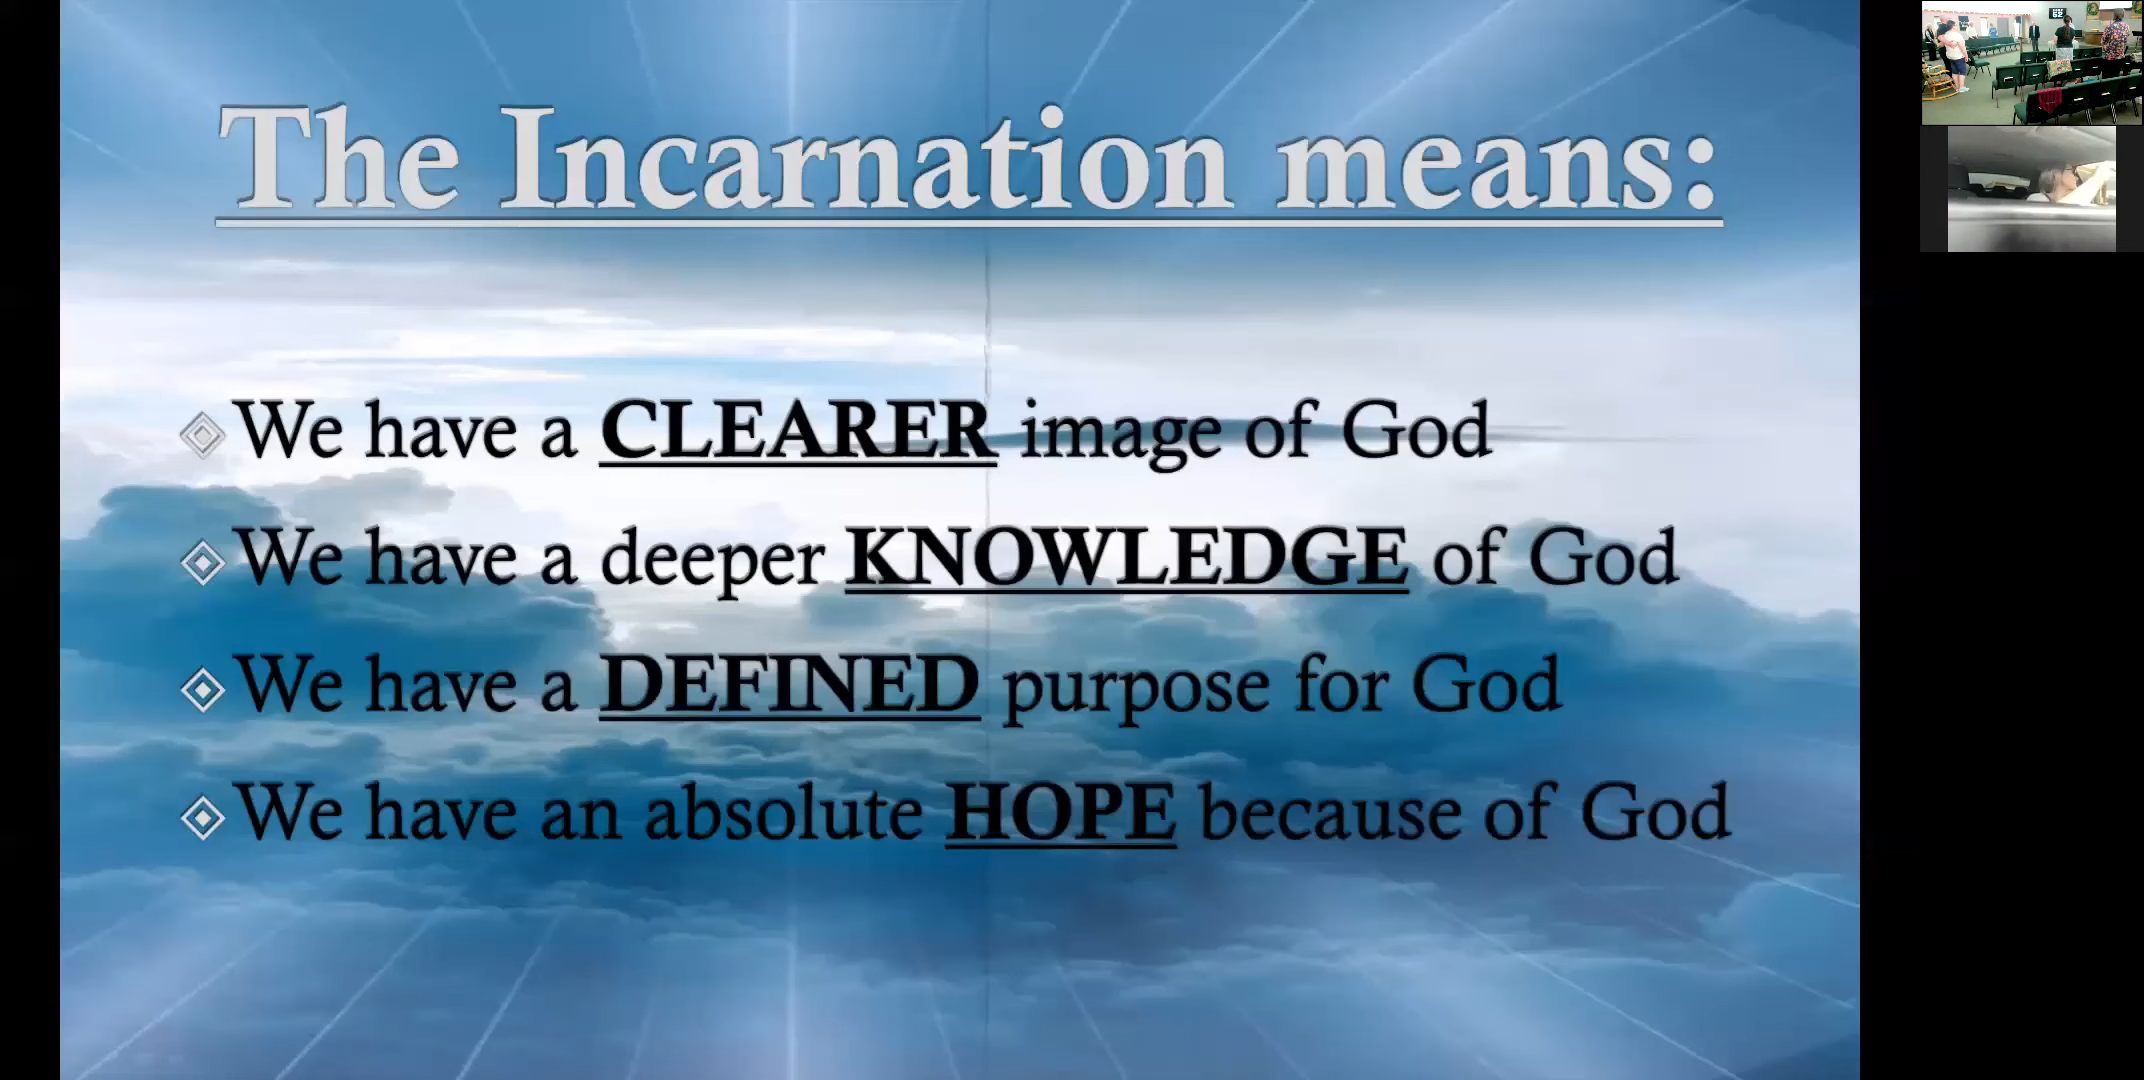 The Incarnation means:
We have a CLEARER image of God
We have a deeper KNOWLEDGE of God
We have a DEFINED purpose for God
We have an absolute HOPE because of God